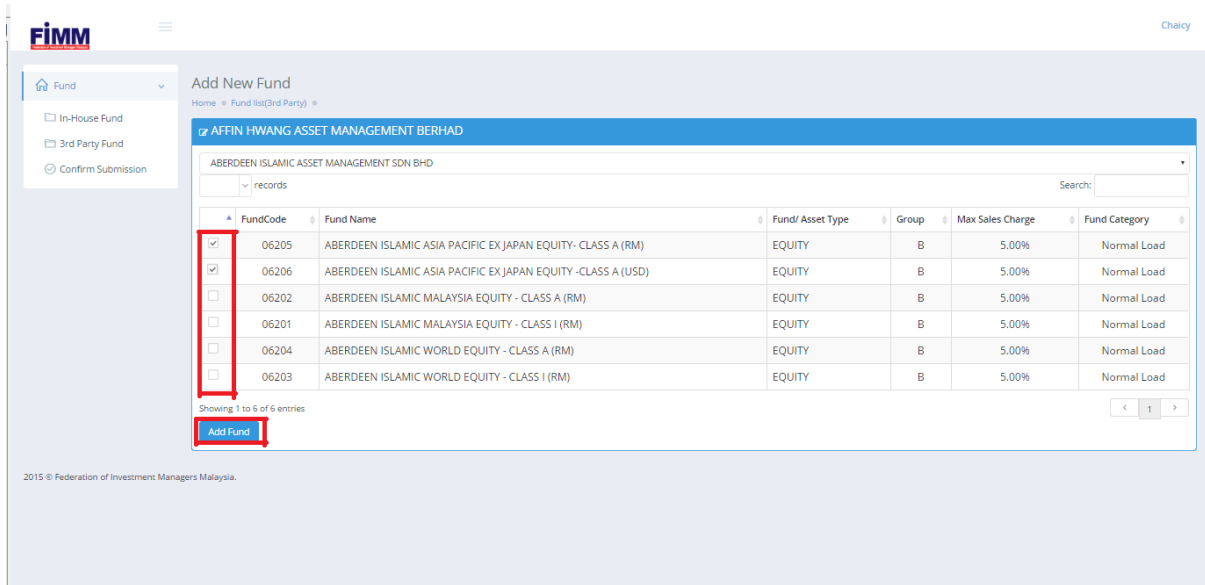 Chaicy
FiMM
Fund
In-House Fund
3rd Party Fund
Confirm Submission
Add New Fund
Home Fund list(3rd Party)
AFFIN HWANG ASSET MANAGEMENT BERHAD
ABERDEEN ISLAMIC ASSET MANAGEMENT SDN BHD
records Search:
FundCode Fund Name Fund/ Asset Type Group Max Sales Charge Fund Category
06205 ABERDEEN ISLAMIC ASIA PACIFIC EX JAPAN EQUITY- CLASS A (RM) EQUITY B 5.00% Normal Load
06206 ABERDEEN ISLAMIC ASIA PACIFIC EX JAPAN EQUITY -CLASS A (USD) EQUITY B 5.00% Normal Load
06202 ABERDEEN ISLAMIC MALAYSIA EQUITY - CLASS A (RM) EQUITY B 5.00% Normal Load
06201 ABERDEEN ISLAMIC MALAYSIA EQUITY - CLASS I (RM) EQUITY B 5.00% Normal Load
06204 ABERDEEN ISLAMIC WORLD EQUITY - CLASS A (RM) EQUITY B 5.00% Normal Load
06203 ABERDEEN ISLAMIC WORLD EQUITY - CLASS I (RM) EQUITY B 5.00% Normal Load
Showing 1 to 6 of 6 entries < 1 >
Add Fund
2015 © Federation of Investment Managers Malaysia.